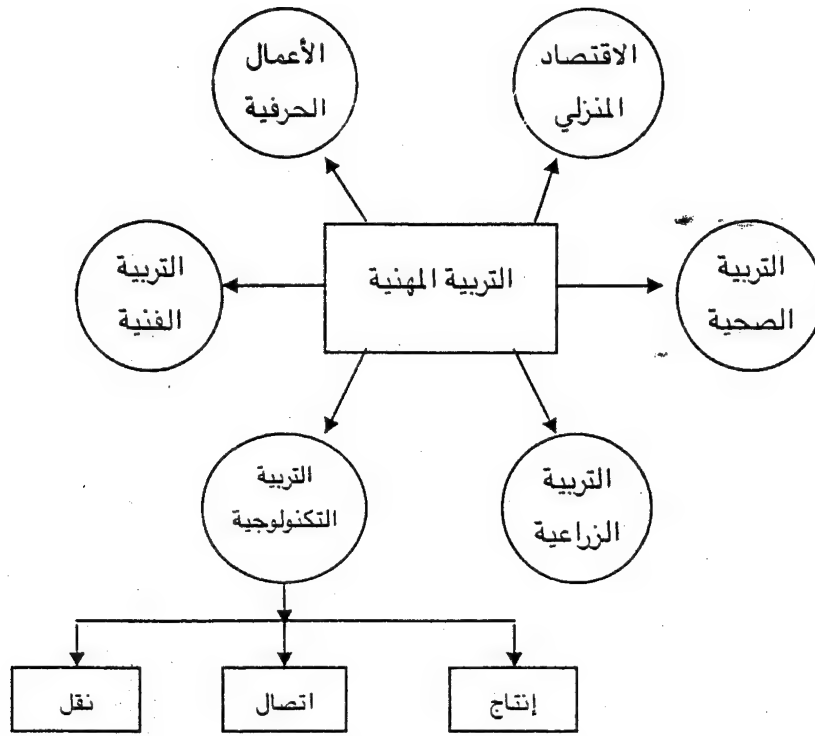 الاقتصاد
المنزلي
الأعمال
الحرفية
التربية
الصحية
التربية المهنية
التربية
الفنية
التربية
الزراعية
التربية
التكنولوجية
إنتاج
اتصال
نقل